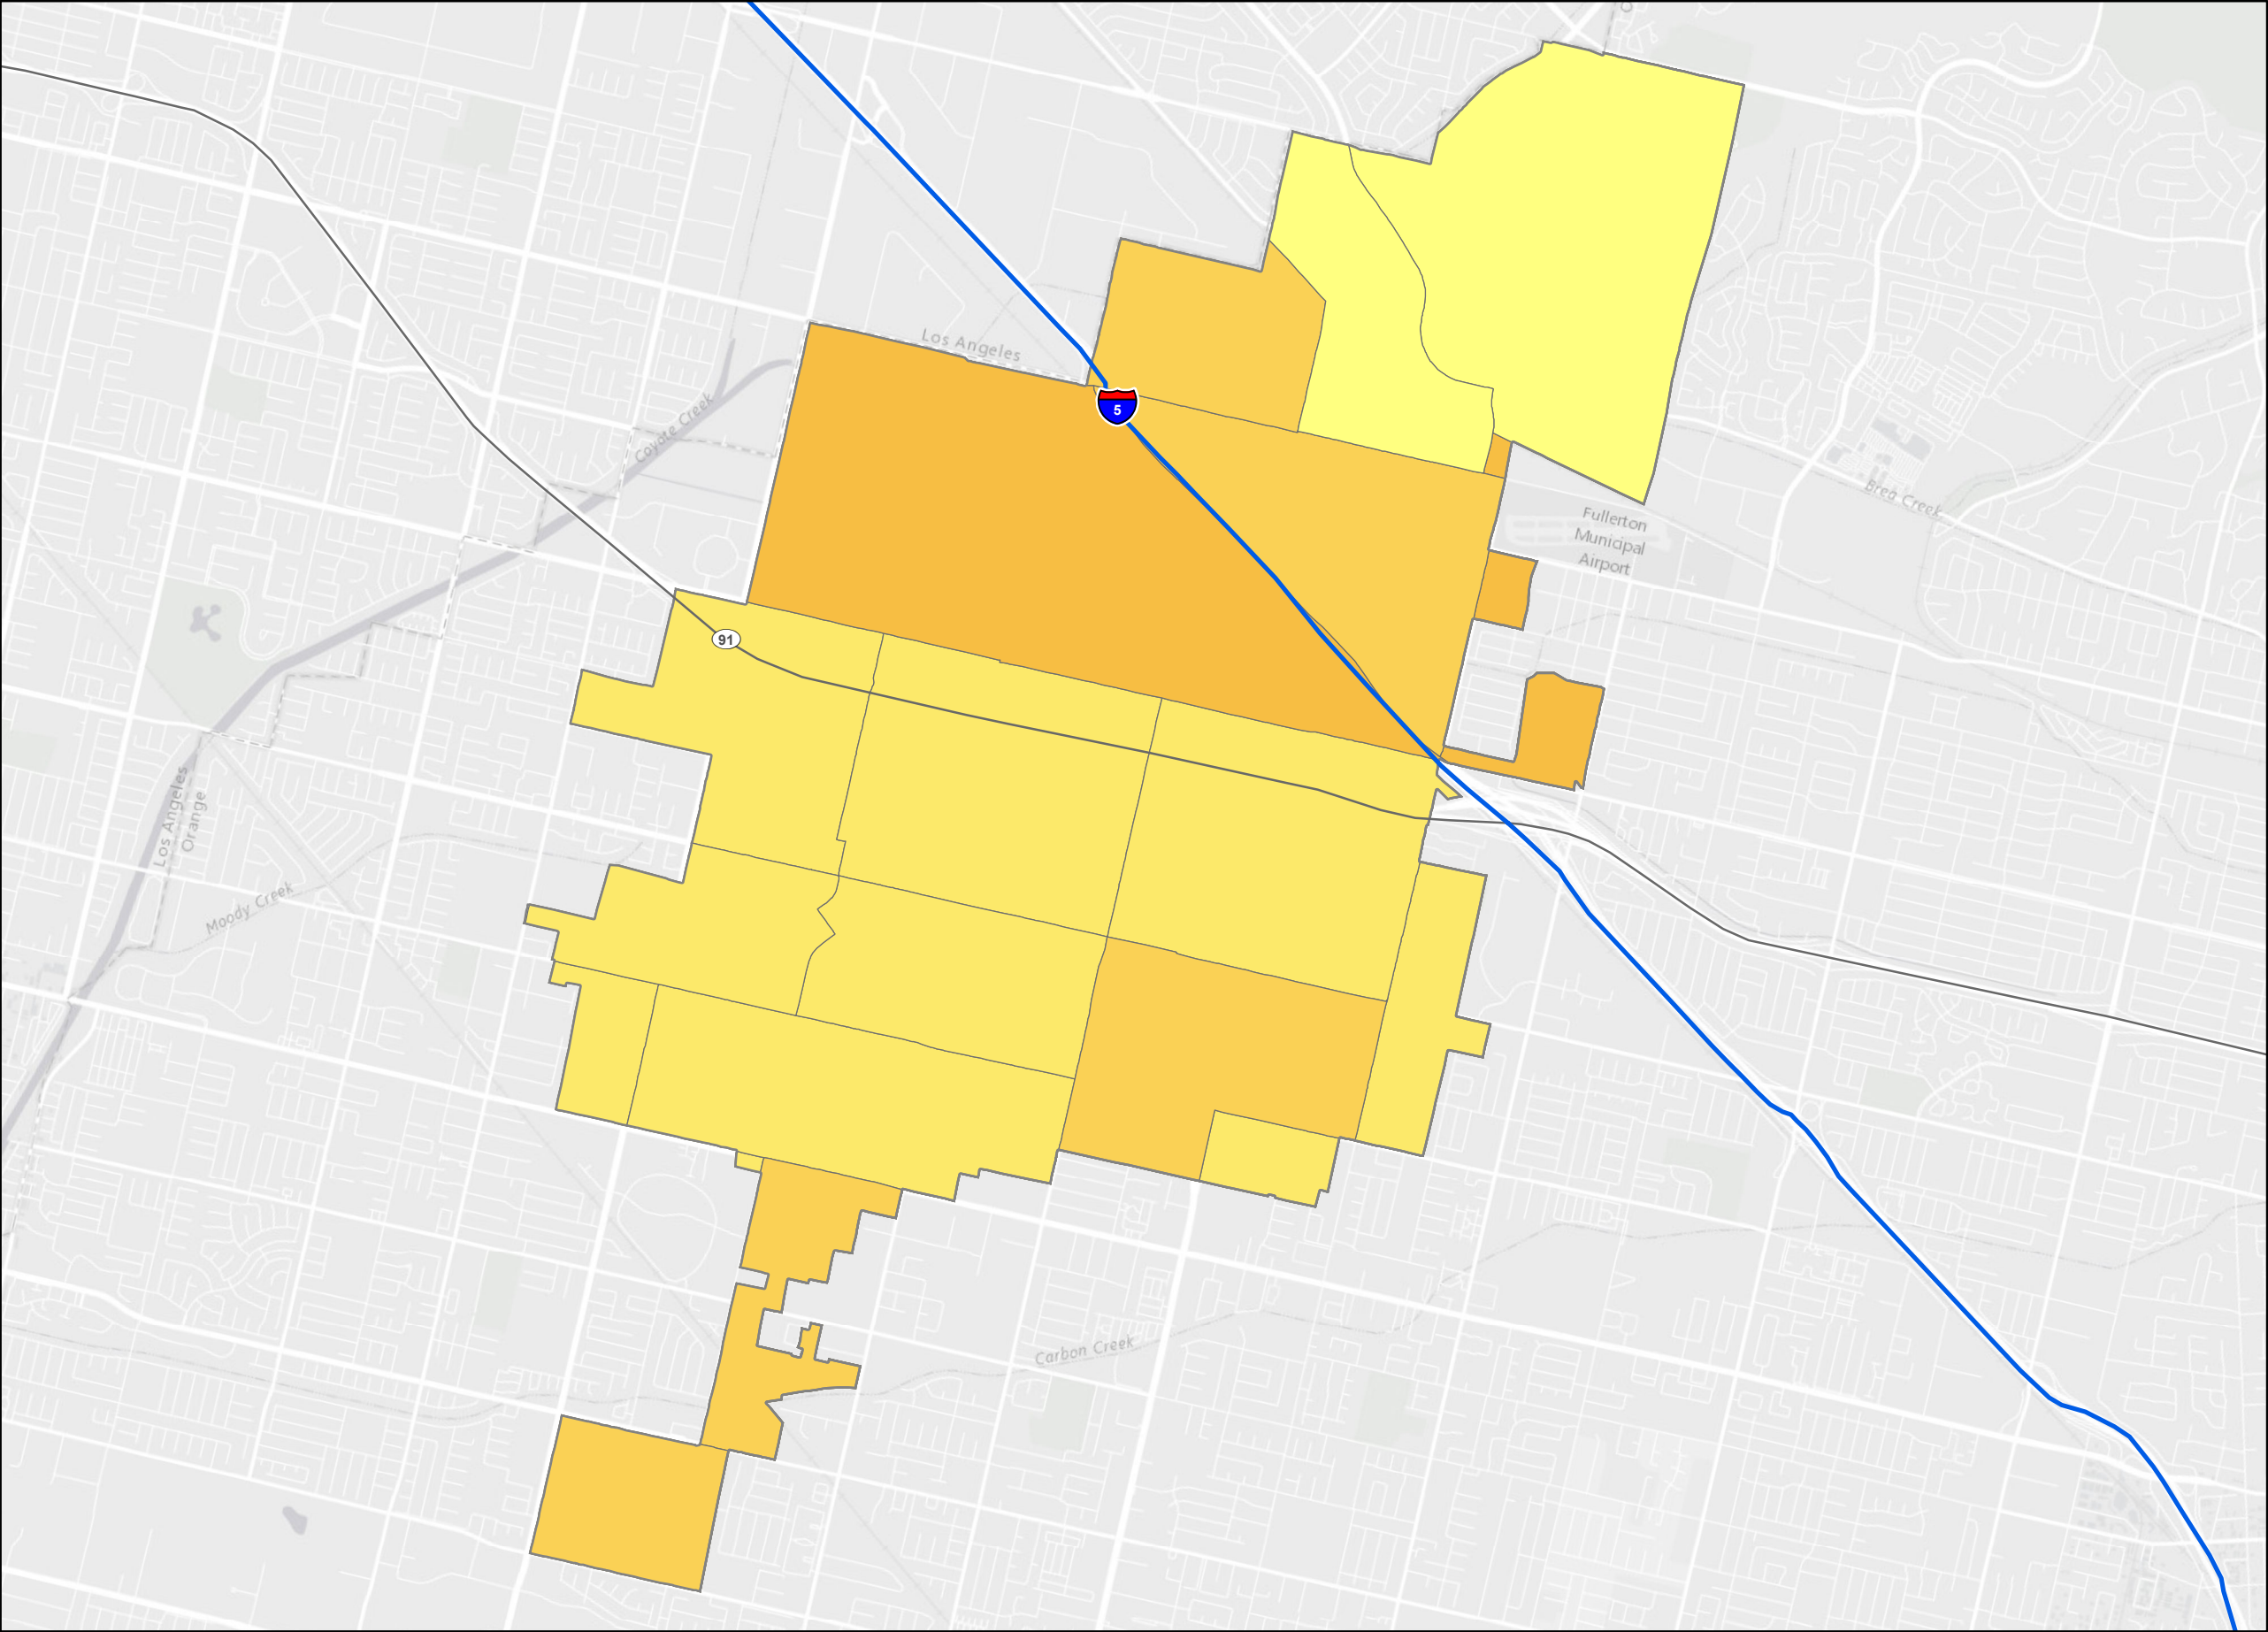 Los Angeles
5
Coyote Creek
Brea Creek
Fullerton
Municipal
Airport
91
Los Angeles
Orange
Moody Creek
Carbon Creek